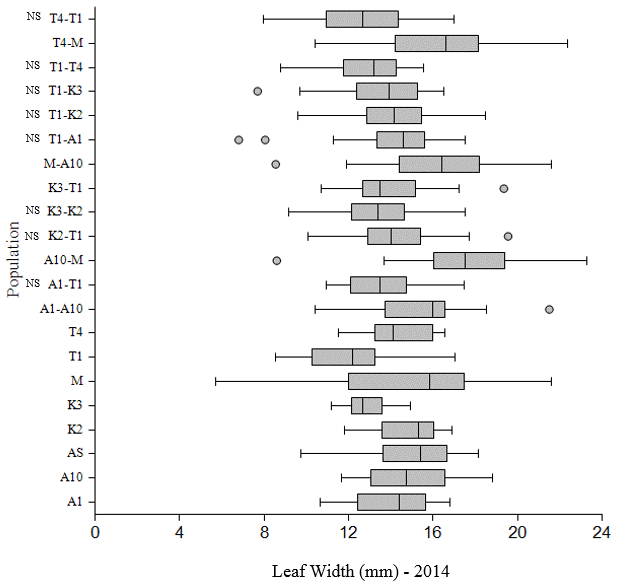 NS T4-T1
T4-M
NS T1-T4
NS T1-K3
NS T1-K2
NS T1-A1
M-A10
K3-T1
NS K3-K2
NS K2-T1
A10-M
NS A1-T1
A1-A10
T4
T1
M
K3
K2
AS
A10
A1
Population
0 4 8 12 16 20 24
Leaf Width (mm) - 2014